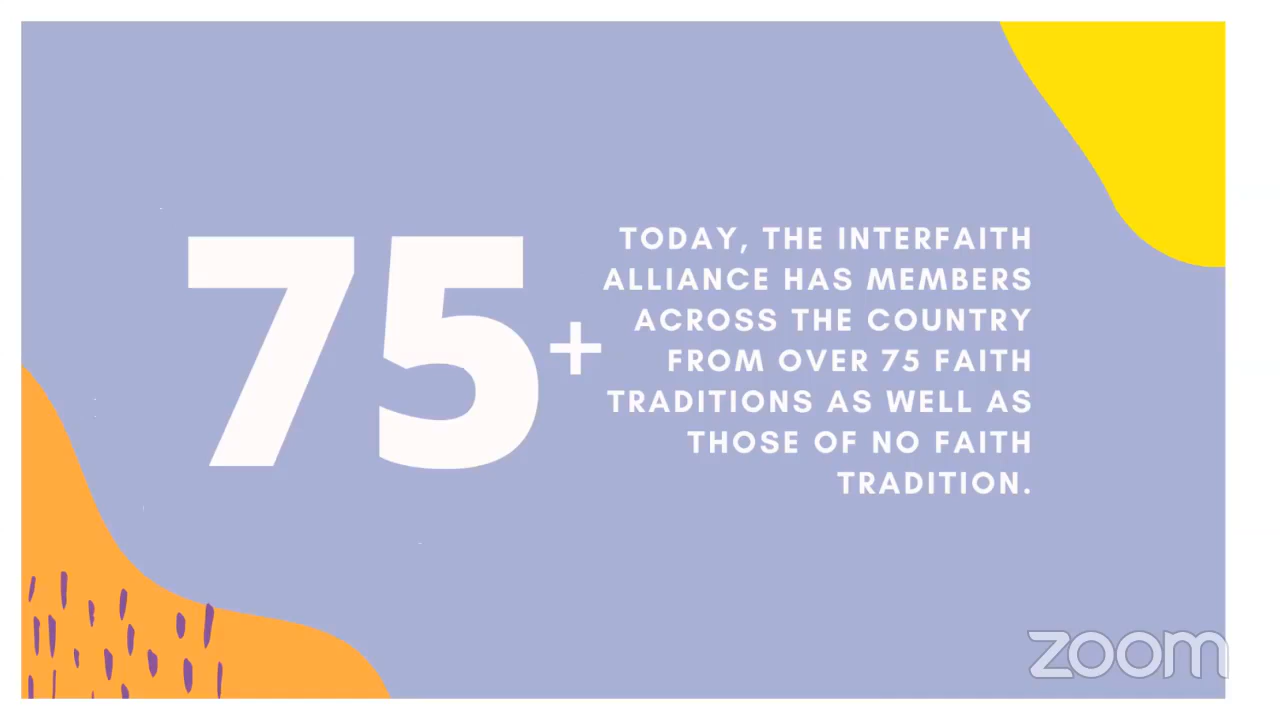 75+
TODAY, THE INTERFAITH
ALLIANCE HAS MEMBERS
ACROSS THE COUNTRY
FROM OVER 75 FAITH
TRADITIONS AS WELL AS
THOSE OF NO FAITH
TRADITION.
zoom